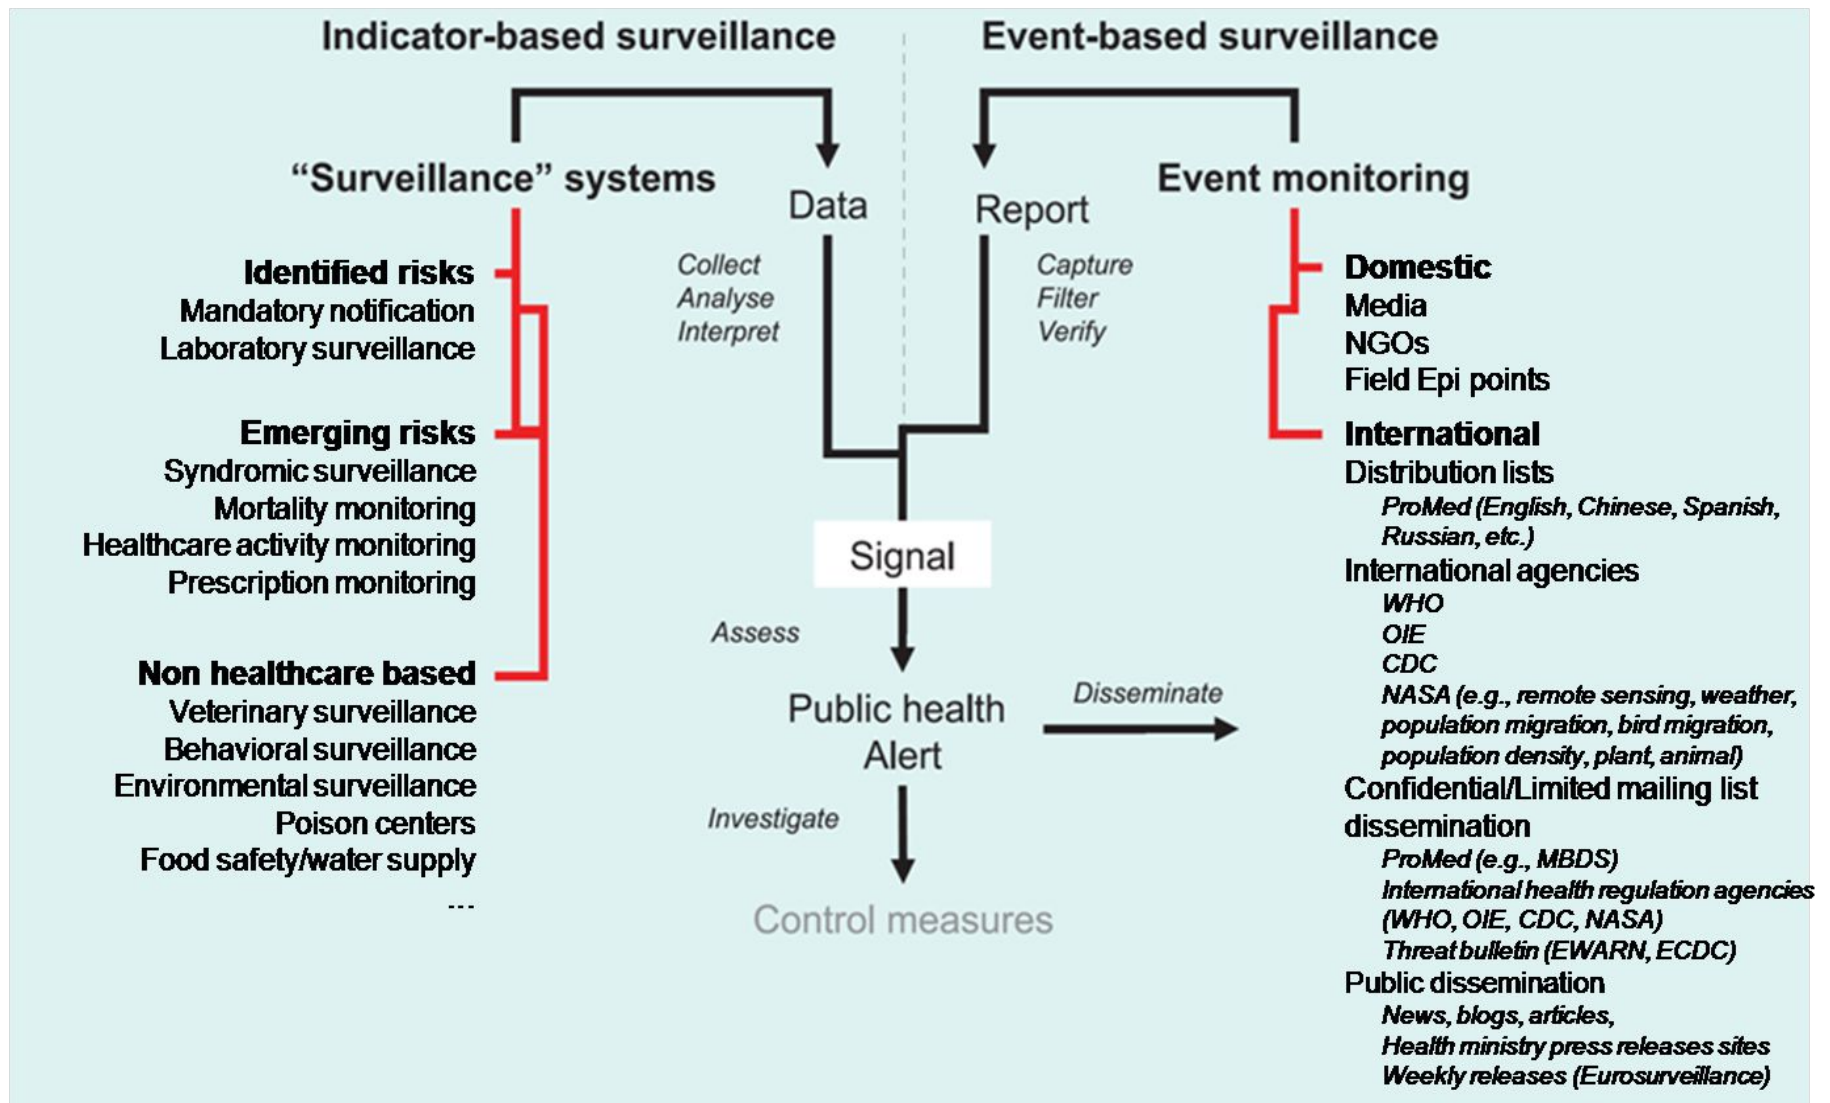 Indicator-based surveillance
Event-based surveillance
“Surveillance” systems
Data
Report
Event monitoring
Identified risks
Mandatory notification
Laboratory surveillance
Emerging risks
Syndromic surveillance
Mortality monitoring
Healthcare activity monitoring
Prescription monitoring
Non healthcare based
Veterinary surveillance
Behavioral surveillance
Environmental surveillance
Poison centers
Food safety/water supply
...
Collect
Analyse
Interpret
Capture
Filter
Verify
Signal
Assess
Public health
Alert
Disseminate
Investigate
Control measures
Domestic
Media
NGOs
Field Epi points
International
Distribution lists
ProMed (English, Chinese, Spanish,
Russian, etc.)
International agencies
WHO
OIE
CDC
NASA (e.g., remote sensing, weather,
population migration, bird migration,
population density, plant, animal)
Confidential/Limited mailing list
dissemination
ProMed (e.g., MBDS)
International health regulation agencies
(WHO, OIE, CDC, NASA)
Threat bulletin (EWARN, ECDC)
Public dissemination
News, blogs, articles,
Health ministry press releases sites
Weekly releases (Eurosurveillance)